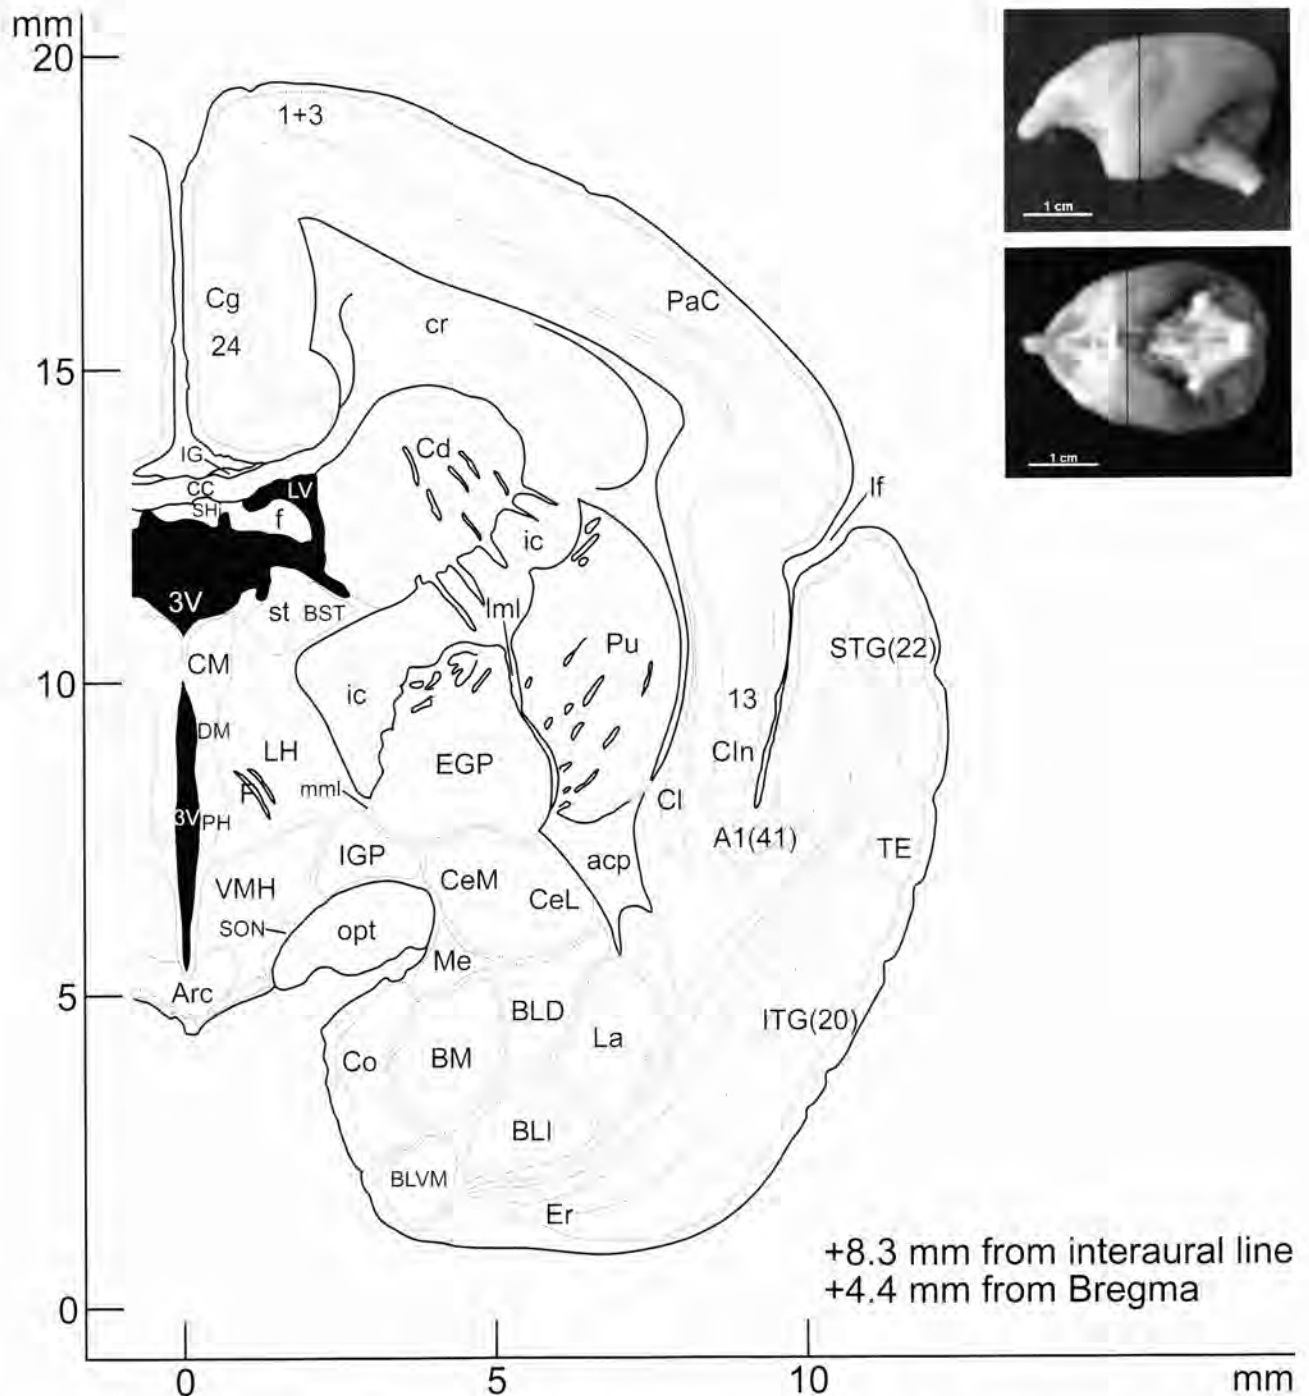 mm
20
1+3
1 cm
Cg
24
PaC
cr
15
1 cm
IG
Cd
CC
LV
lf
SHi
f
ic
3V
st
BST
lml
Pu
STG(22)
CM
10
ic
13
DM
LH
EGP
Cln
F
mml
Cl
3V
PH
A1(41)
TE
IGP
acp
VMH
CeM
CeL
SON
opt
Me
5
Arc
BLD
ITG(20)
La
Co
BM
BLI
BLVM
Er
+8.3 mm from interaural line
+4.4 mm from Bregma
0
0
5
10
mm